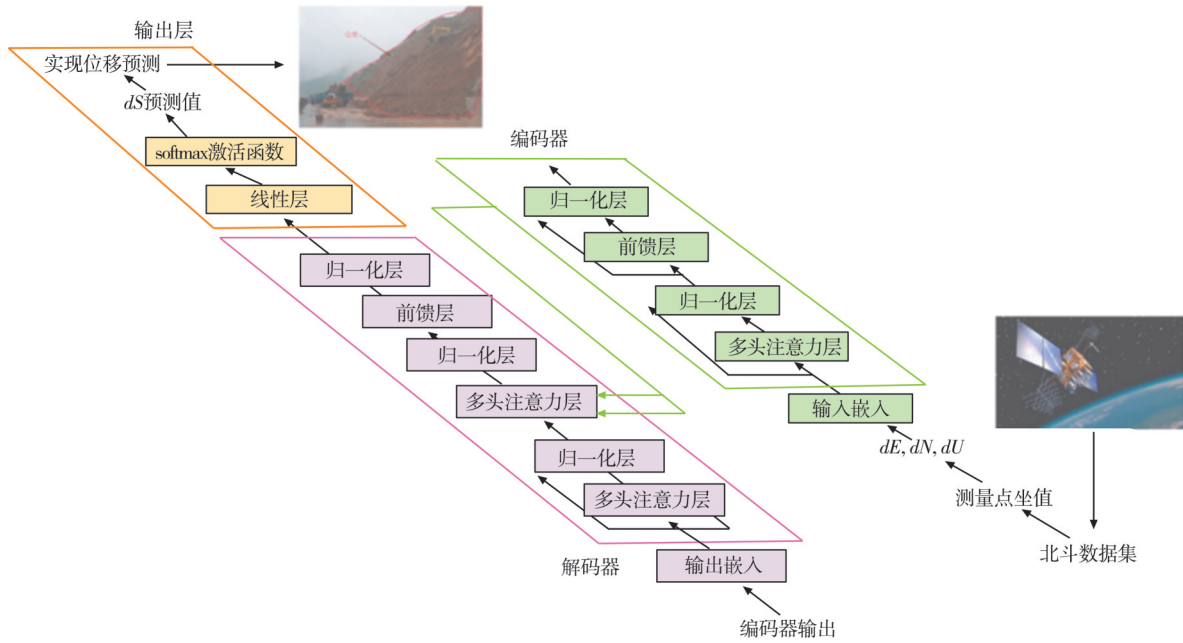 输出层
实现位移预测
dS预测值
softmax激活函数
线性层
编码器
归一化层
前馈层
归一化层
多头注意力层
输入嵌入
dE, dN, dU
测量点坐值
北斗数据集
归一化层
前馈层
归一化层
多头注意力层
归一化层
多头注意力层
解码器
输出嵌入
编码器输出